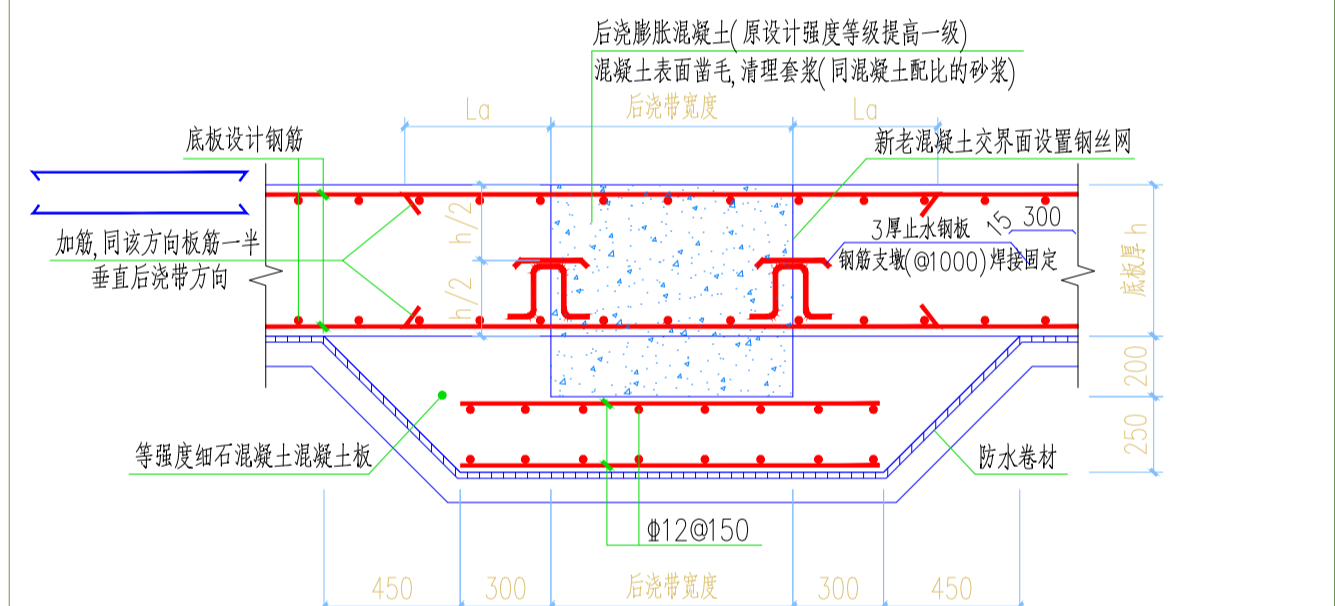 后浇膨胀混凝土(原设计强度等级提高一级)
混凝土表面凿毛,清理套浆(同混凝土配比的砂浆)
La
后浇带宽度
La
底板设计钢筋
新老混凝土交界面设置钢丝网
h/2
h/2
加筋,同该方向板筋一半
垂直后浇带方向
3厚止水钢板
15
300
钢筋支墩(@1000)焊接固定
底板厚 h
200
250
等强度细石混凝土混凝土板
防水卷材
Φ12@150
450
300
后浇带宽度
300
450